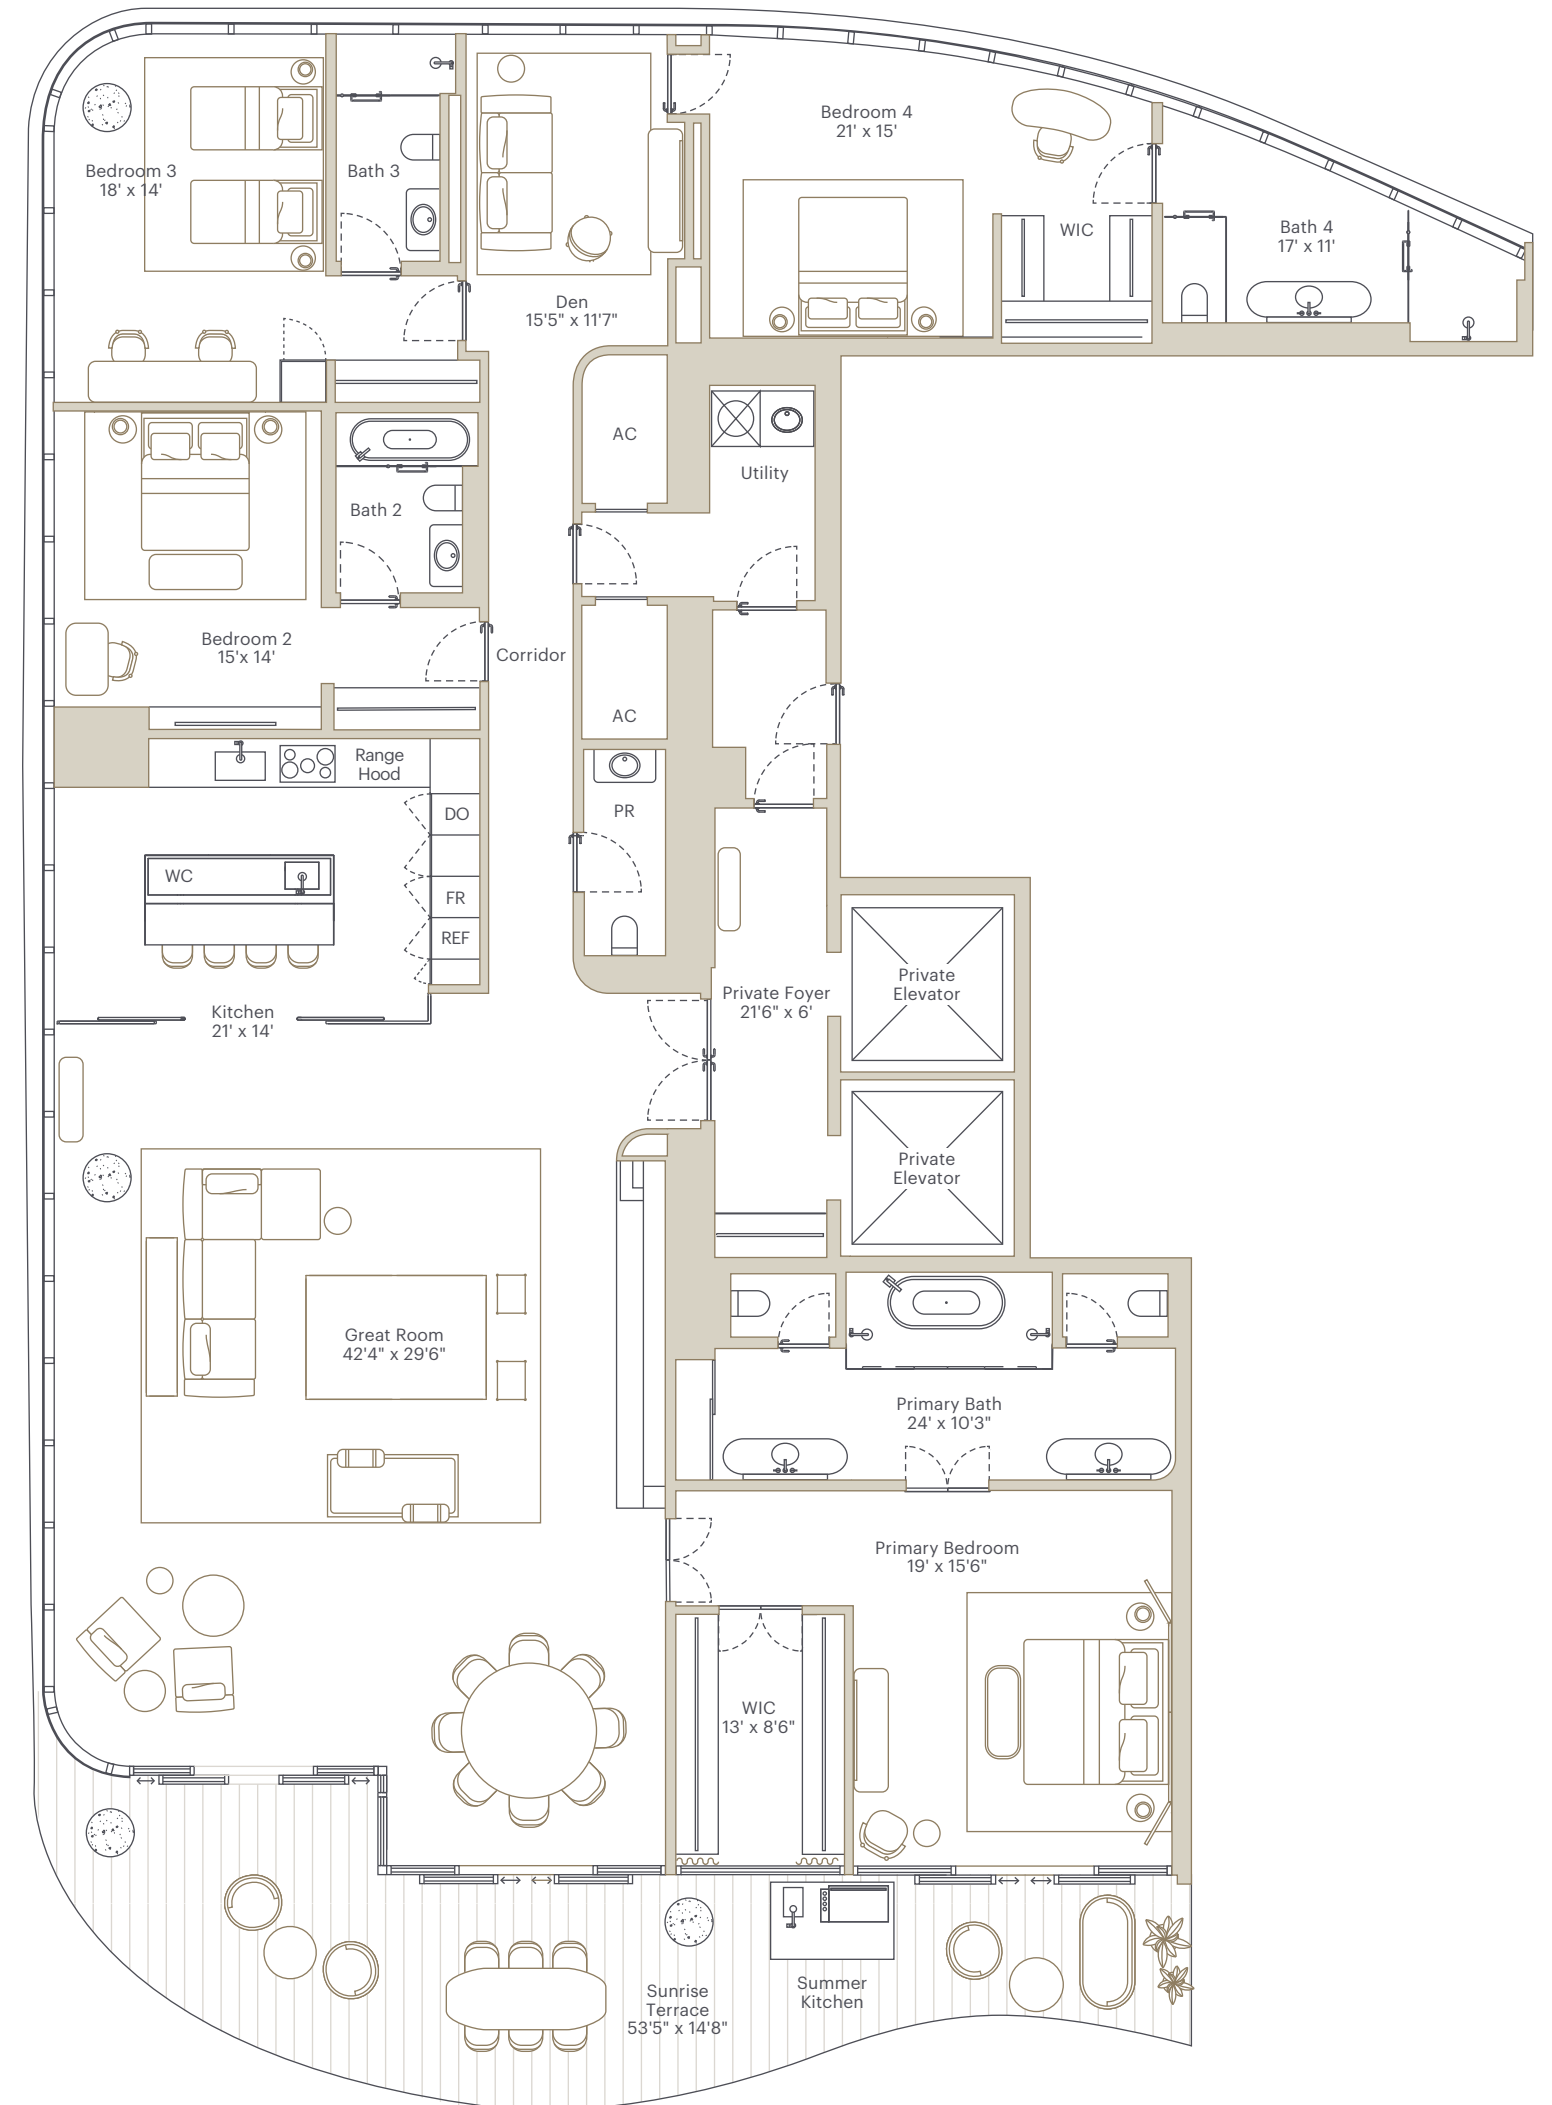 Bedroom 3
18' x 14'
Bath 3
Den
15'5" x 11'7"
Bedroom 4
21' x 15'
WIC
Bath 4
17' x 11'
AC
Utility
Bath 2
Bedroom 2
15'x 14'
Corridor
AC
Range
Hood
DO
PR
WC
FR
REF
Kitchen
21' x 14'
Private Foyer
21'6" x 6'
Private
Elevator
Private
Elevator
Great Room
42'4" x 29'6"
Primary Bath
24' x 10'3"
Primary Bedroom
19' x 15'6"
WIC
13' x 8'6"
Sunrise
Terrace
53'5" x 14'8"
Summer
Kitchen